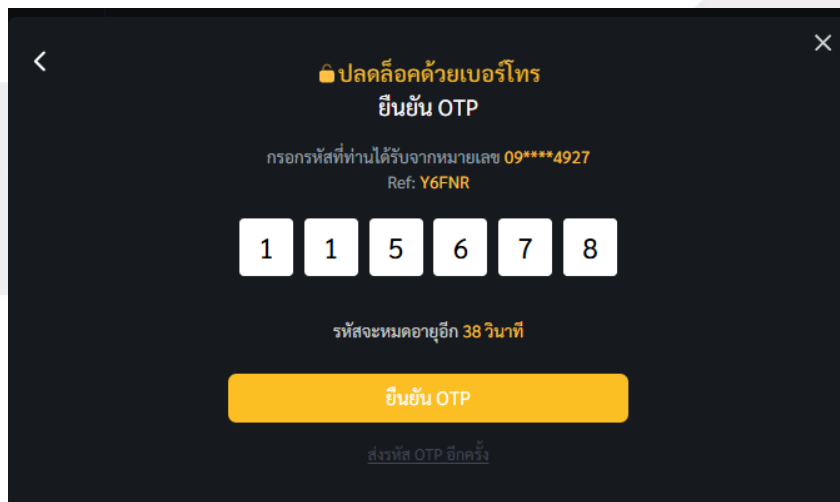 ปลดล็อคด้วยเบอร์โทร
ยืนยัน OTP
กรอกรหัสที่ท่านได้รับจากหมายเลข 09****4927
Ref: Y6FNR
1 1 5 6 7 8
รหัสจะหมดอายุอีก 38 วินาที
ยืนยัน OTP
ส่งรหัส OTP อีกครั้ง